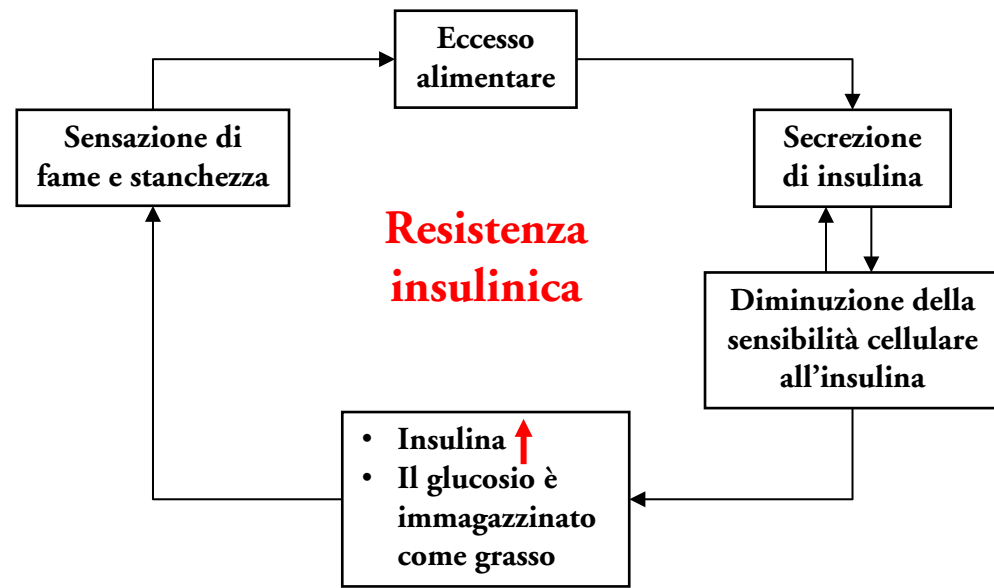 Eccesso
alimentare
Sensazione di
fame e stanchezza
Secrezione
di insulina
Resistenza
insulinica
Diminuzione della
sensibilità cellulare
all’insulina
• Insulina
• Il glucosio è
immagazzinato
come grasso